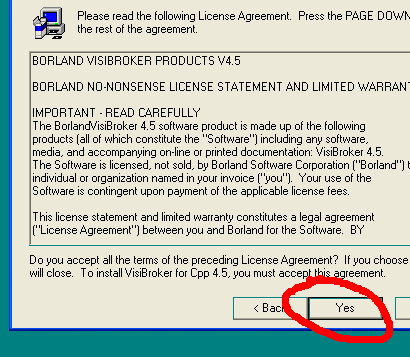 Please read the following License Agreement. Press the PAGE DOWN
the rest of the agreement.
BORLAND VISIBROKER PRODUCTS V4.5
BORLAND NO-NONSENSE LICENSE STATEMENT AND LIMITED WARRANT
IMPORTANT - READ CAREFULLY
The BorlandVisiBroker 4.5 software product is made up of the following
products (all of which constitute the "Software") including any software,
media, and accompanying on-line or printed documentation: VisiBroker 4.5.
The Software is licensed, not sold, by Borland Software Corporation ("Borland") t
individual or organization named in your invoice ("you"). Your use of the
Software is contingent upon payment of the applicable license fees.
This license statement and limited warranty constitutes a legal agreement
("License Agreement") between you and Borland for the Software. BY
Do you accept all the terms of the preceding License Agreement? If you choose
will close. To install VisiBroker for Cpp 4.5, you must accept this agreement.
< Back
Yes